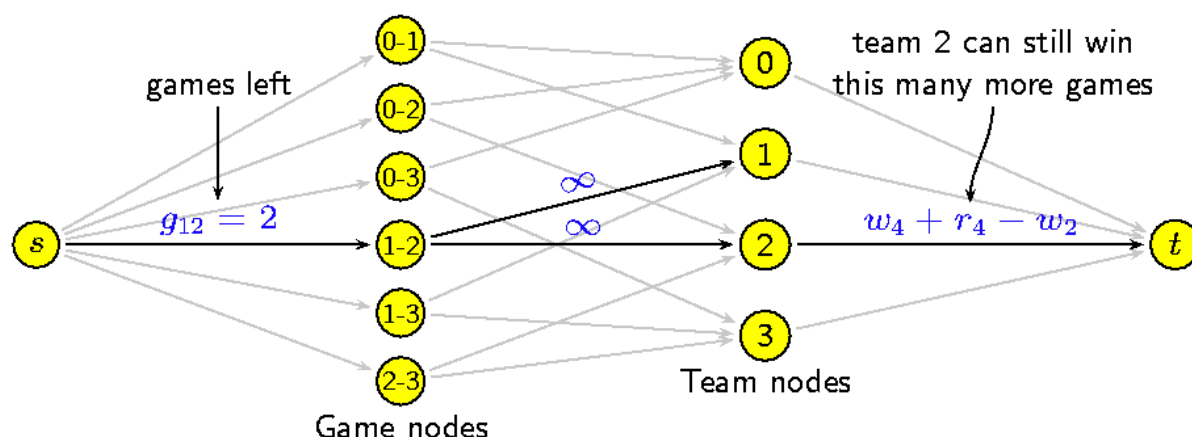 games left
s
g₁₂ = 2
0-1
0-2
0-3
1-2
1-3
2-3
Game nodes
∞
∞
0
1
2
3
Team nodes
team 2 can still win
this many more games
w₄ + r₄ − w₂
t